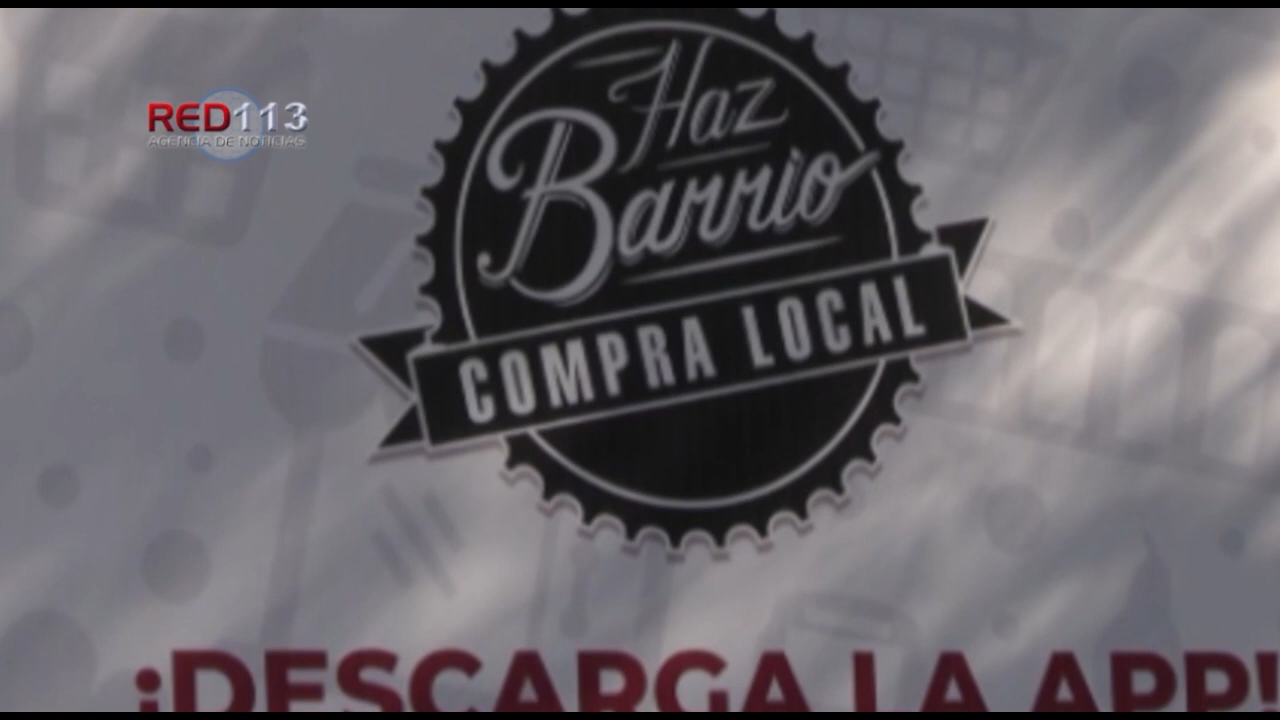 RED113
AGENCIA DE NOTICIAS
Haz
Barrio
COMPRA LOCAL
¡DESCARGA LA APP!